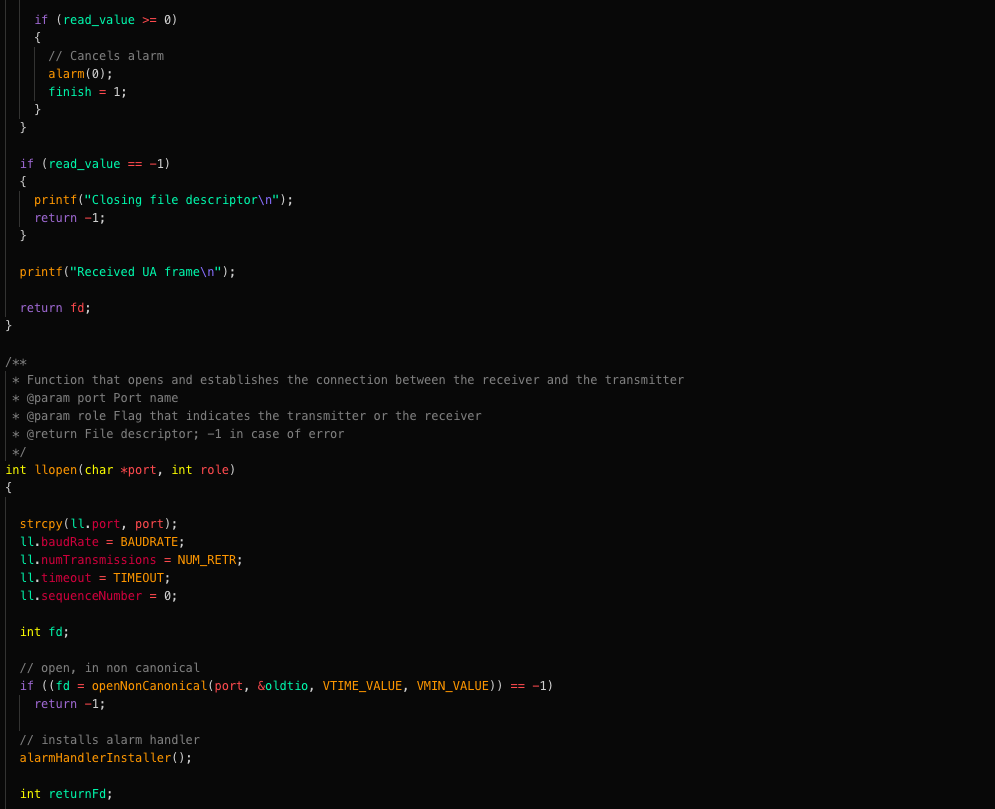 if (read_value >= 0)
    {
      // Cancels alarm
      alarm(0);
      finish = 1;
    }
  }

  if (read_value == -1)
  {
    printf("Closing file descriptor\n");
    return -1;
  }

  printf("Received UA frame\n");

  return fd;
}

/**
 * Function that opens and establishes the connection between the receiver and the transmitter
 * @param port Port name
 * @param role Flag that indicates the transmitter or the receiver
 * @return File descriptor; -1 in case of error
 */
int llopen(char *port, int role)
{

  strcpy(ll.port, port);
  ll.baudRate = BAUDRATE;
  ll.numTransmissions = NUM_RETR;
  ll.timeout = TIMEOUT;
  ll.sequenceNumber = 0;

  int fd;

  // open, in non canonical
  if ((fd = openNonCanonical(port, &oldtio, VTIME_VALUE, VMIN_VALUE)) == -1)
    return -1;

  // installs alarm handler
  alarmHandlerInstaller();

  int returnFd;